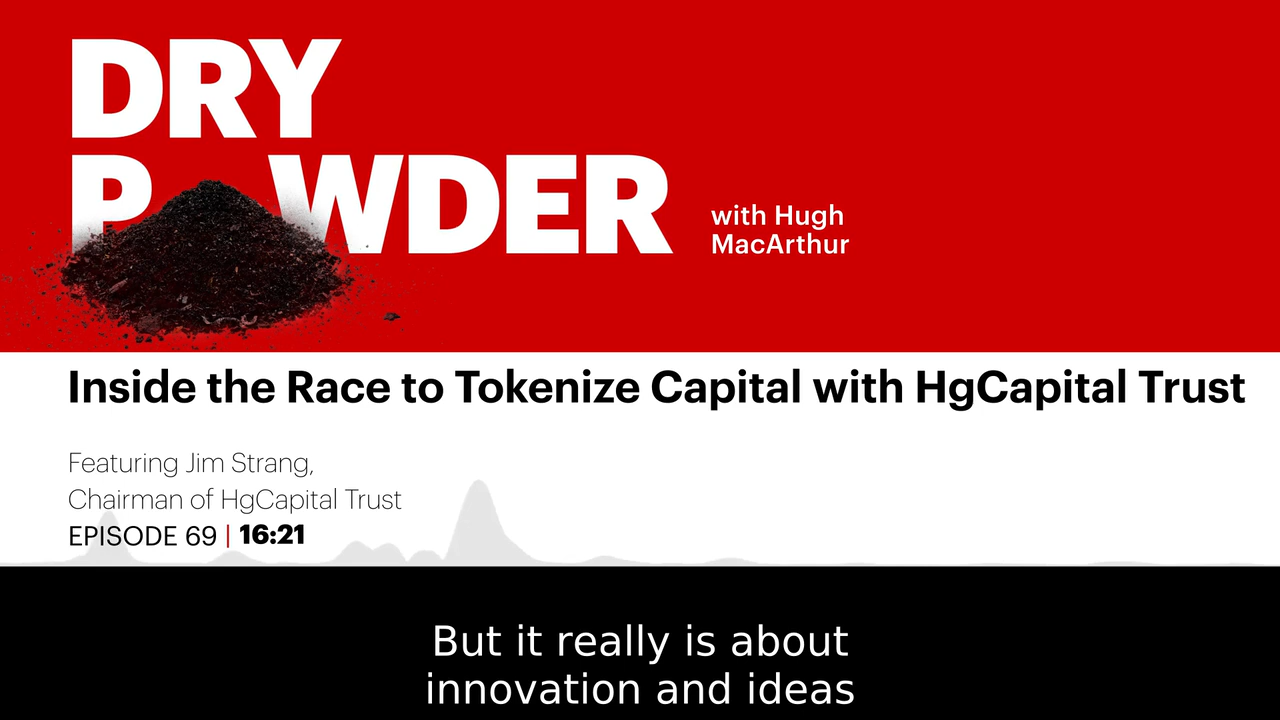 DRY
P WDER
with Hugh
MacArthur
Inside the Race to Tokenize Capital with HgCapital Trust
Featuring Jim Strang,
Chairman of HgCapital Trust
EPISODE 69 | 16:21
But it really is about
innovation and ideas